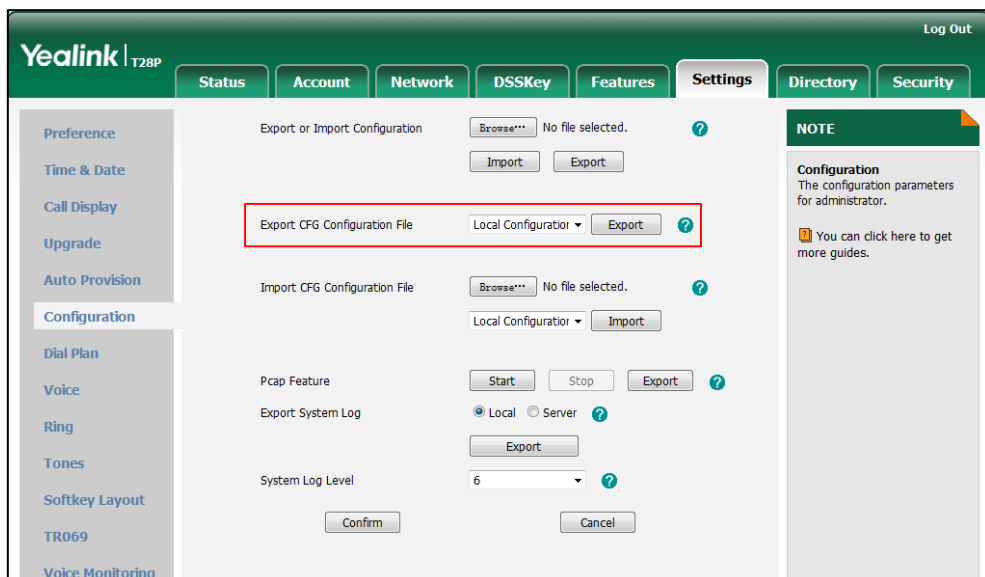 Log Out
Yealink T28P
Status Account Network DSSKey Features Settings Directory Security
Preference
Time & Date
Call Display
Upgrade
Auto Provision
Configuration
Dial Plan
Voice
Ring
Tones
Softkey Layout
TR069
Voice Monitoring
Export or Import Configuration Browse... No file selected. ?
Import Export
Export CFG Configuration File Local Configuration Export ?
Import CFG Configuration File Browse... No file selected. ?
Local Configuration Import
Pcap Feature Start Stop Export ?
Export System Log Local Server ?
Export
System Log Level 6 ?
Confirm Cancel
NOTE
Configuration
The configuration parameters
for administrator.
? You can click here to get
more guides.